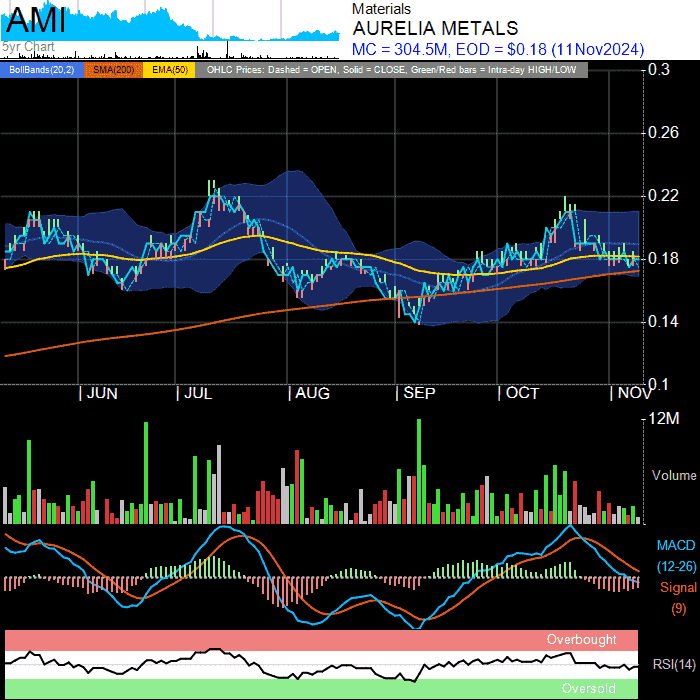 AMI
5yr Chart
Materials
AURELIA METALS
MC = 304.5M, EOD = $0.18 (11Nov2024)
BollBands(20,2) SMA(200) EMA(50) OHLC Prices: Dashed = OPEN, Solid = CLOSE, Green/Red bars = Intra-day HIGH/LOW
0.3
0.26
0.22
0.18
0.14
0.1
| JUN | JUL | AUG | SEP | OCT | NOV
12M
Volume
MACD
(12-26)
Signal
(9)
Overbought
RSI(14)
Oversold